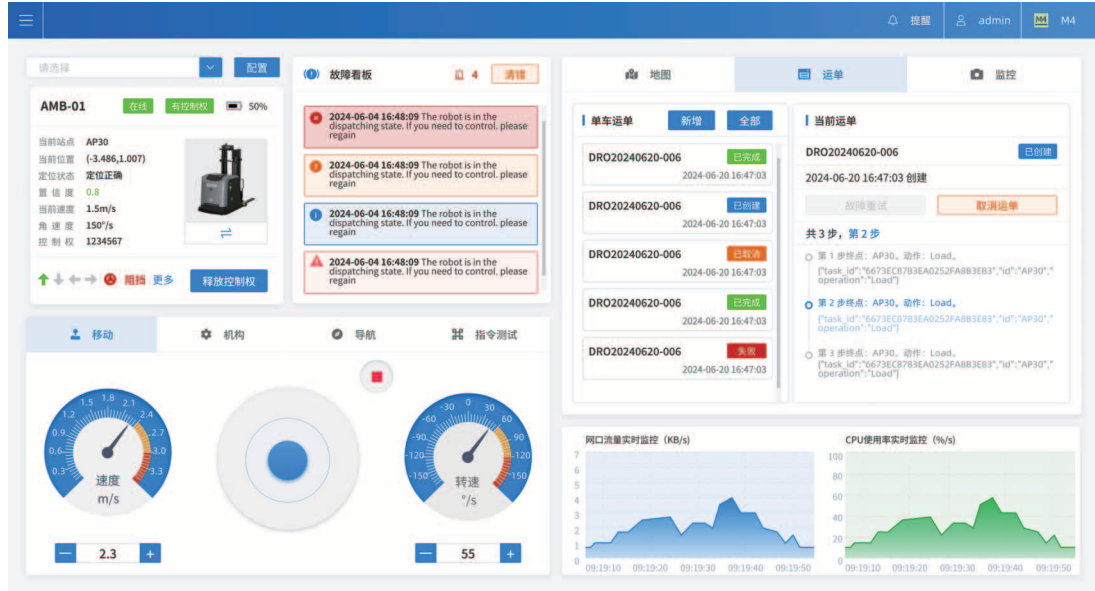 提醒
admin
M4
M4
请选择
配置
AMB-01
在线
有控制权
50%
当前站点 AP30
当前位置 (-3.486,1.007)
定位状态 定位正确
置 信 度 0.8
当前速度 1.5m/s
角 速 度 150°/s
控 制 权 1234567
阻挡 更多
释放控制权
故障看板
4
清错
2024-06-04 16:48:09 The robot is in the
dispatching state. If you need to control. please
regain
2024-06-04 16:48:09 The robot is in the
dispatching state. If you need to control. please
regain
2024-06-04 16:48:09 The robot is in the
dispatching state. If you need to control. please
regain
2024-06-04 16:48:09 The robot is in the
dispatching state. If you need to control. please
regain
移动
机构
导航
指令测试
0.3
0.6
0.9
1.2
1.5
1.8
2.1
2.4
2.7
3.0
3.3
速度
m/s
2.3
-150
-120
-90
-60
-30
0
30
60
90
120
150
转速
°/s
55
地图
运单
监控
单车运单
新增
全部
DRO20240620-006
已完成
2024-06-20 16:47:03
DRO20240620-006
已创建
2024-06-20 16:47:03
DRO20240620-006
已取消
2024-06-20 16:47:03
DRO20240620-006
已完成
2024-06-20 16:47:03
DRO20240620-006
失败
2024-06-20 16:47:03
当前运单
DRO20240620-006
已创建
2024-06-20 16:47:03 创建
故障重试
取消运单
共 3 步，第 2 步
第 1 步终点：AP30，动作：Load。
{"task_id":"6673ECB7B3EA0252FA8B3EB3","id":"AP30","
operation":"Load"}
第 2 步终点：AP30，动作：Load。
{"task_id":"6673ECB7B3EA0252FA8B3EB3","id":"AP30","
operation":"Load"}
第 3 步终点：AP30，动作：Load。
{"task_id":"6673ECB7B3EA0252FA8B3EB3","id":"AP30","
operation":"Load"}
网口流量实时监控（KB/s）
7
6
5
4
3
2
1
0
09:19:10 09:19:20 09:19:30 09:19:40 09:19:50
CPU使用率实时监控（%/s）
100
80
60
40
20
0
09:19:10 09:19:20 09:19:30 09:19:40 09:19:50